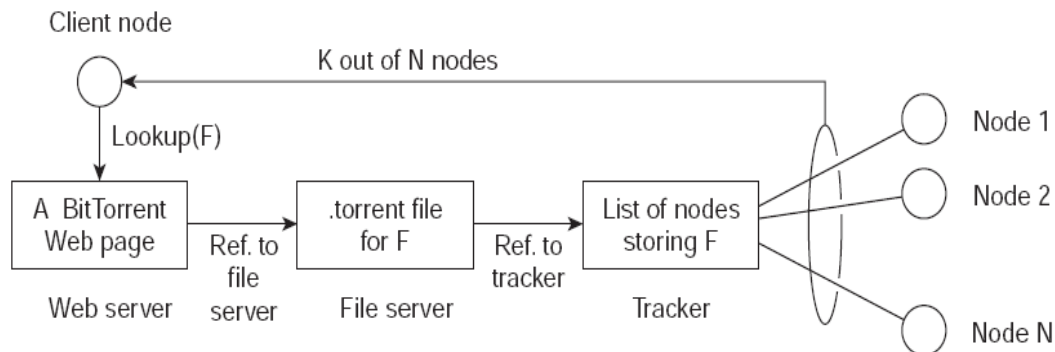 Client node
K out of N nodes
Node 1
Lookup(F)
Node 2
A BitTorrent
Web page
Ref. to
file
server
.torrent file
for F
Ref. to
tracker
List of nodes
storing F
Web server
File server
Tracker
Node N